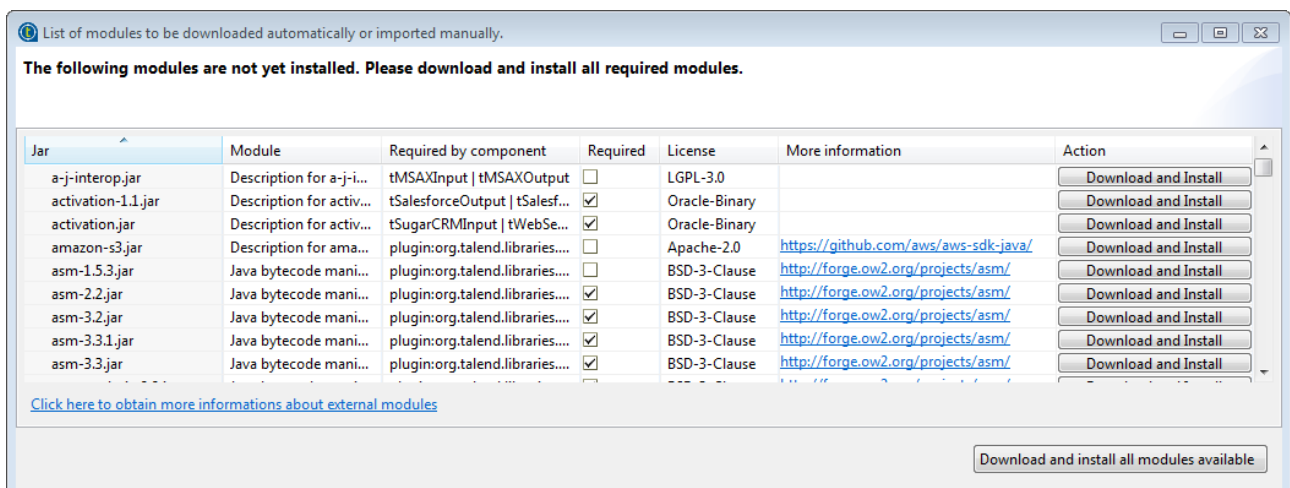 List of modules to be downloaded automatically or imported manually.
The following modules are not yet installed. Please download and install all required modules.
Jar Module Required by component Required License More information Action
a-j-interop.jar Description for a-j-i... tMSAXInput | tMSAXOutput LGPL-3.0 Download and Install
activation-1.1.jar Description for activ... tSalesforceOutput | tSalesf... Oracle-Binary Download and Install
activation.jar Description for activ... tSugarCRMInput | tWebSe... Oracle-Binary Download and Install
amazon-s3.jar Description for ama... plugin:org.talend.libraries.... Apache-2.0 https://github.com/aws/aws-sdk-java/ Download and Install
asm-1.5.3.jar Java bytecode mani... plugin:org.talend.libraries.... BSD-3-Clause http://forge.ow2.org/projects/asm/ Download and Install
asm-2.2.jar Java bytecode mani... plugin:org.talend.libraries.... BSD-3-Clause http://forge.ow2.org/projects/asm/ Download and Install
asm-3.2.jar Java bytecode mani... plugin:org.talend.libraries.... BSD-3-Clause http://forge.ow2.org/projects/asm/ Download and Install
asm-3.3.1.jar Java bytecode mani... plugin:org.talend.libraries.... BSD-3-Clause http://forge.ow2.org/projects/asm/ Download and Install
asm-3.3.jar Java bytecode mani... plugin:org.talend.libraries.... BSD-3-Clause http://forge.ow2.org/projects/asm/ Download and Install
Click here to obtain more informations about external modules
Download and install all modules available